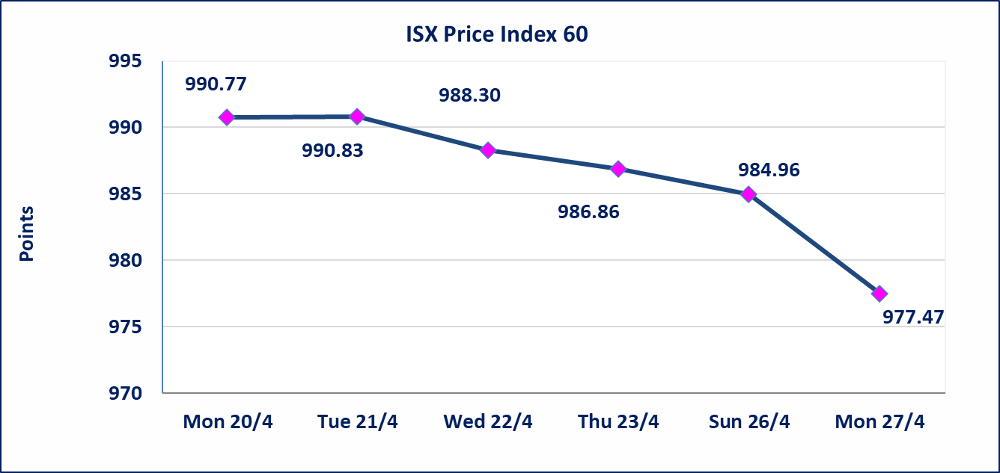 ISX Price Index 60
995
990
985
980
975
970
Points
990.77
990.83
988.30
986.86
984.96
977.47
Mon 20/4
Tue 21/4
Wed 22/4
Thu 23/4
Sun 26/4
Mon 27/4